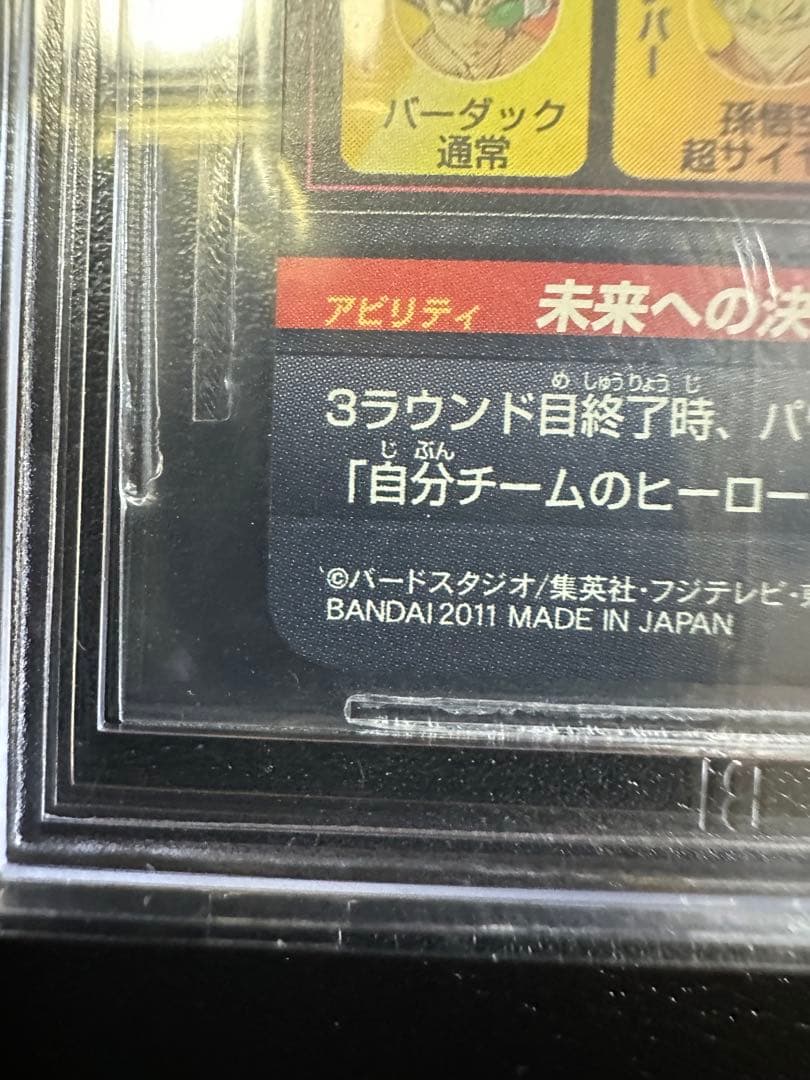 バー
バーダック
通常
孫悟
超サイ
アビリティ 未来への決
3ラウンド目終了時、パ
め しゅうりょう じ
「自分チームのヒーロー
じ ぶん
©バードスタジオ/集英社・フジテレビ・
BANDAI 2011 MADE IN JAPAN